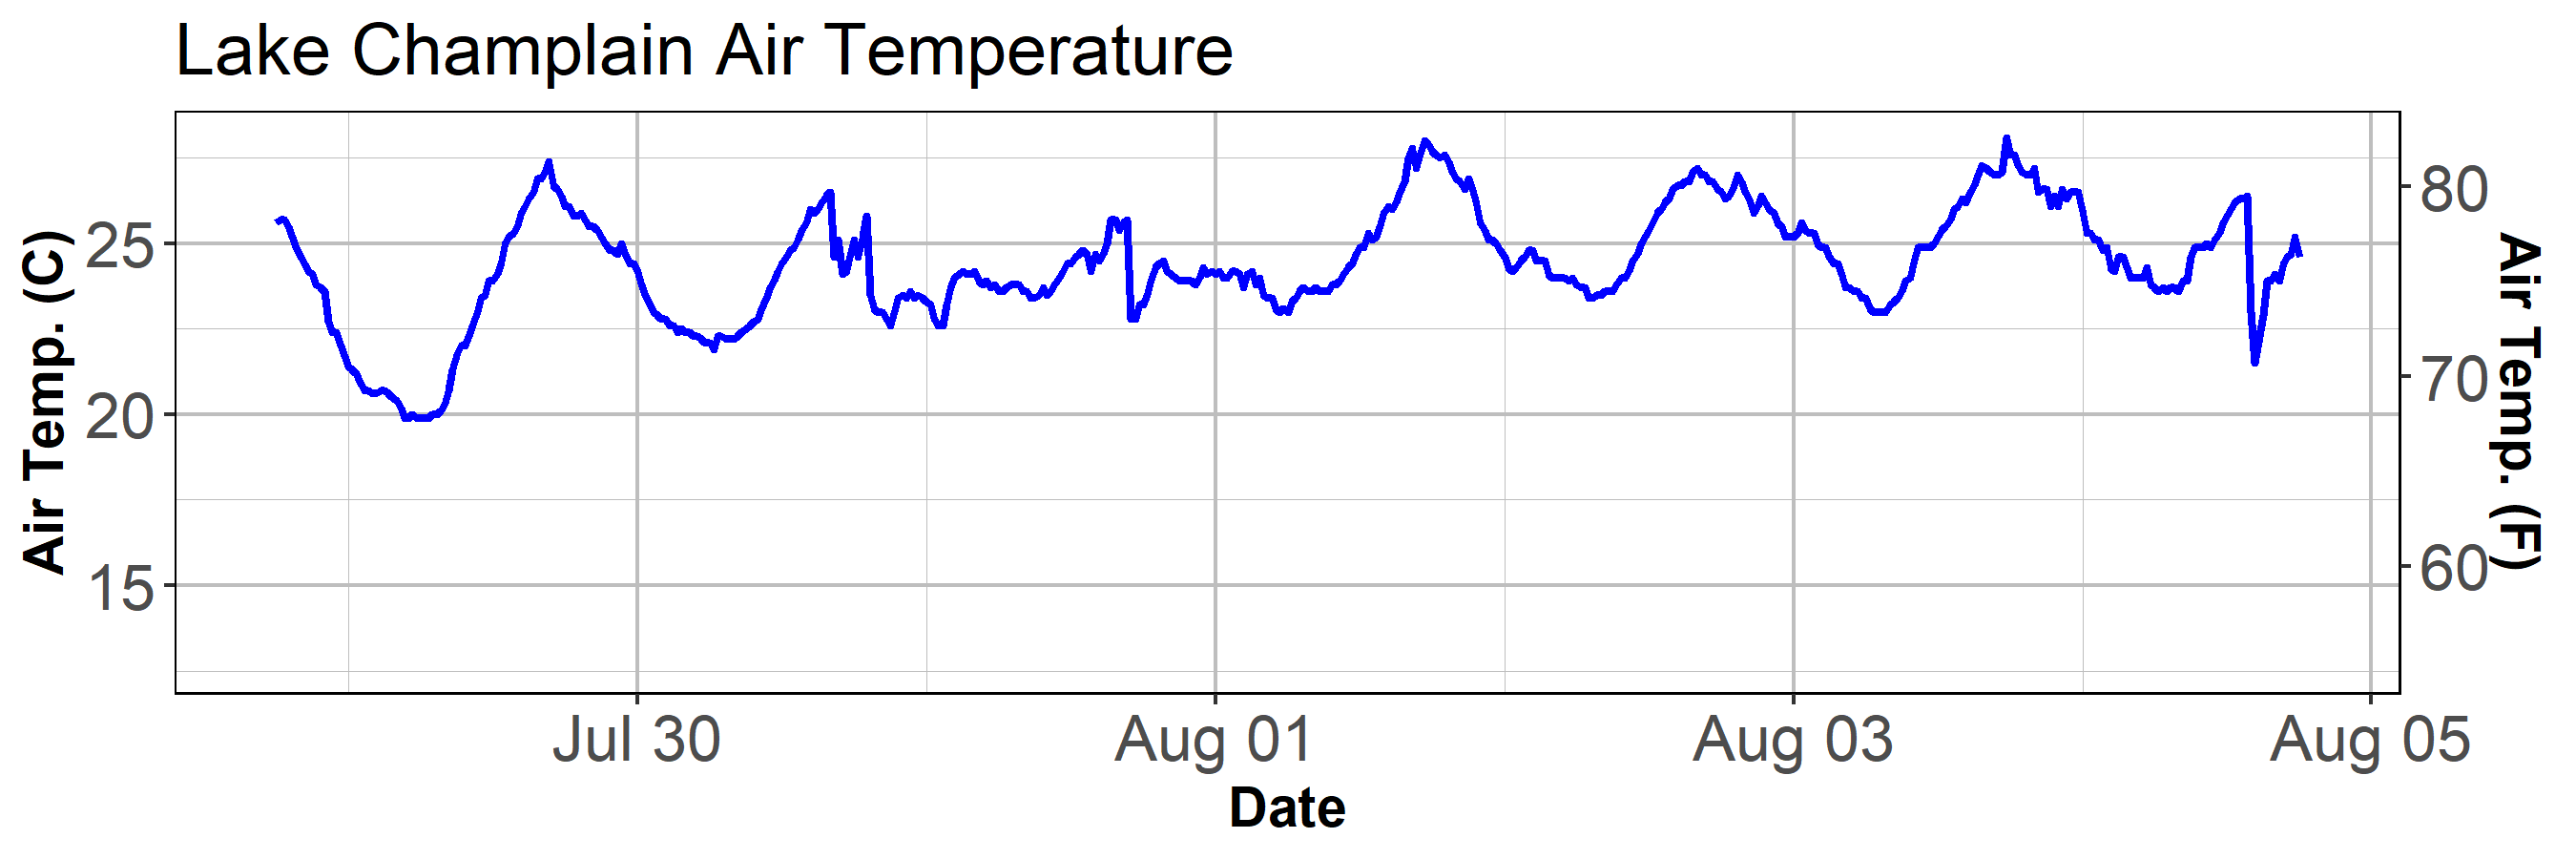 Lake Champlain Air Temperature
Air Temp. (C)
25
20
15
80
70
60
Air Temp. (F)
Jul 30
Aug 01
Aug 03
Aug 05
Date